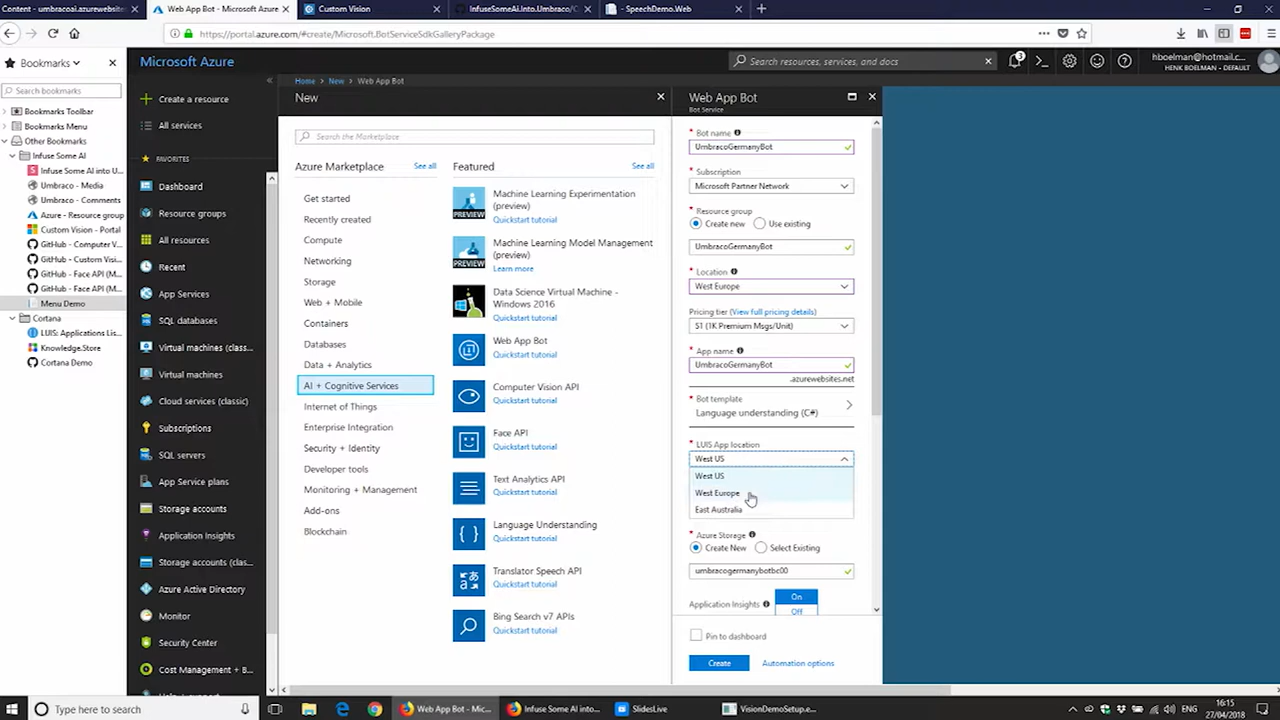 Content - umbracoai.azurewebsites.
Web App Bot - Microsoft Azure
Custom Vision
InfuseSomeAI.Into.Umbraco/
- SpeechDemo.Web
https://portal.azure.com/#create/Microsoft.BotServiceSdkGalleryPackage
Bookmarks
Search bookmarks
Bookmarks Toolbar
Bookmarks Menu
Other Bookmarks
Infuse Some AI
Infuse Some AI into U
Umbraco - Media
Umbraco - Comments
Azure - Resource group
Custom Vision - Portal
GitHub - Computer V...
GitHub - Custom Visi...
GitHub - Face API (M...
GitHub - Face API (M...
Menu Demo
Cortana
LUIS: Applications Lis...
Knowledge.Store
Cortana Demo
Microsoft Azure
Search resources, services, and docs
3
hboelman@hotmail.c...
HENK BOELMAN - DEFAULT
Create a resource
All services
FAVORITES
Dashboard
Resource groups
All resources
Recent
App Services
SQL databases
Virtual machines (class...
Virtual machines
Cloud services (classic)
Subscriptions
SQL servers
App Service plans
Storage accounts
Application Insights
Storage accounts (clas...
Azure Active Directory
Monitor
Security Center
Cost Management + B...
Help + support
Home
New
Web App Bot
New
Search the Marketplace
Azure Marketplace
See all
Get started
Recently created
Compute
Networking
Storage
Web + Mobile
Containers
Databases
Data + Analytics
AI + Cognitive Services
Internet of Things
Enterprise Integration
Security + Identity
Developer tools
Monitoring + Management
Add-ons
Blockchain
Featured
See all
PREVIEW
Machine Learning Experimentation
(preview)
Quickstart tutorial
PREVIEW
Machine Learning Model Management
(preview)
Learn more
Data Science Virtual Machine -
Windows 2016
Quickstart tutorial
Web App Bot
Quickstart tutorial
Computer Vision API
Quickstart tutorial
Face API
Quickstart tutorial
Text Analytics API
Quickstart tutorial
Language Understanding
Quickstart tutorial
Translator Speech API
Quickstart tutorial
Bing Search v7 APIs
Quickstart tutorial
Web App Bot
Bot Service
* Bot name
UmbracoGermanyBot
* Subscription
Microsoft Partner Network
* Resource group
Create new
Use existing
UmbracoGermanyBot
* Location
West Europe
Pricing tier (View full pricing details)
S1 (1K Premium Msgs/Unit)
* App name
UmbracoGermanyBot
.azurewebsites.net
Bot template
Language understanding (C#)
* LUIS App location
West US
West US
West Europe
East Australia
* Azure Storage
Create New
Select Existing
umbracogermanybotbc00
Application Insights
On
Off
Pin to dashboard
Create
Automation options
Type here to search
Web App Bot - Mic...
Infuse Some AI into...
SlidesLive
VisionDemoSetup.e...
ENG
16:15
27/04/2018